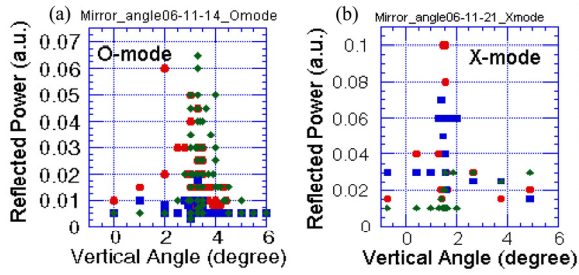 (a) Mirror_angle06-11-14_Omode
0.07
0.06
0.05
0.04
0.03
0.02
0.01
0
Reflected Power (a.u.)
O-mode
0 2 4 6
Vertical Angle (degree)
(b) Mirror_angle06-11-21_Xmode
0.1
0.08
0.06
0.04
0.02
0
Reflected Power (a.u.)
X-mode
0 2 4 6
Vertical Angle (degree)